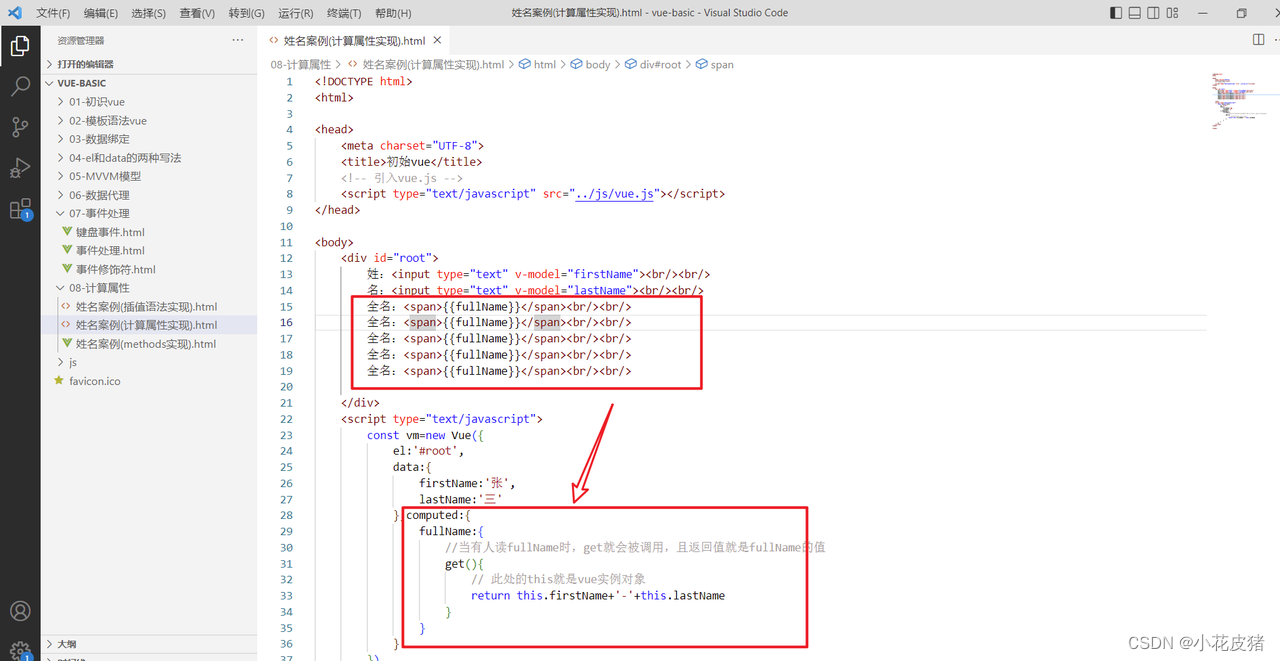 文件(F) 编辑(E) 选择(S) 查看(V) 转到(G) 运行(R) 终端(T) 帮助(H) 姓名案例(计算属性实现).html - vue-basic - Visual Studio Code
资源管理器
打开的编辑器
VUE-BASIC
01-初识vue
02-模板语法vue
03-数据绑定
04-el和data的两种写法
05-MVVM模型
06-数据代理
07-事件处理
键盘事件.html
事件处理.html
事件修饰符.html
08-计算属性
姓名案例(插值语法实现).html
姓名案例(计算属性实现).html
姓名案例(methods实现).html
js
favicon.ico
大纲
1
1
姓名案例(计算属性实现).html
08-计算属性 > 姓名案例(计算属性实现).html > html > body > div#root > span
1 <!DOCTYPE html>
2 <html>
3
4 <head>
5 <meta charset="UTF-8">
6 <title>初始vue</title>
7 <!-- 引入vue.js -->
8 <script type="text/javascript" src="../js/vue.js"></script>
9 </head>
10
11 <body>
12 <div id="root">
13 姓：<input type="text" v-model="firstName"><br/><br/>
14 名：<input type="text" v-model="lastName"><br/><br/>
15 全名：<span>{{fullName}}</span><br/><br/>
16 全名：<span>{{fullName}}</span><br/><br/>
17 全名：<span>{{fullName}}</span><br/><br/>
18 全名：<span>{{fullName}}</span><br/><br/>
19 全名：<span>{{fullName}}</span><br/><br/>
20
21 </div>
22 <script type="text/javascript">
23 const vm=new Vue({
24 el:'#root',
25 data:{
26 firstName:'张',
27 lastName:'三'
28 } computed:{
29 fullName:{
30 //当有人读fullName时，get就会被调用，且返回值就是fullName的值
31 get(){
32 // 此处的this就是vue实例对象
33 return this.firstName+'-'+this.lastName
34 }
35 }
36 }
37 })
CSDN @小花皮猪